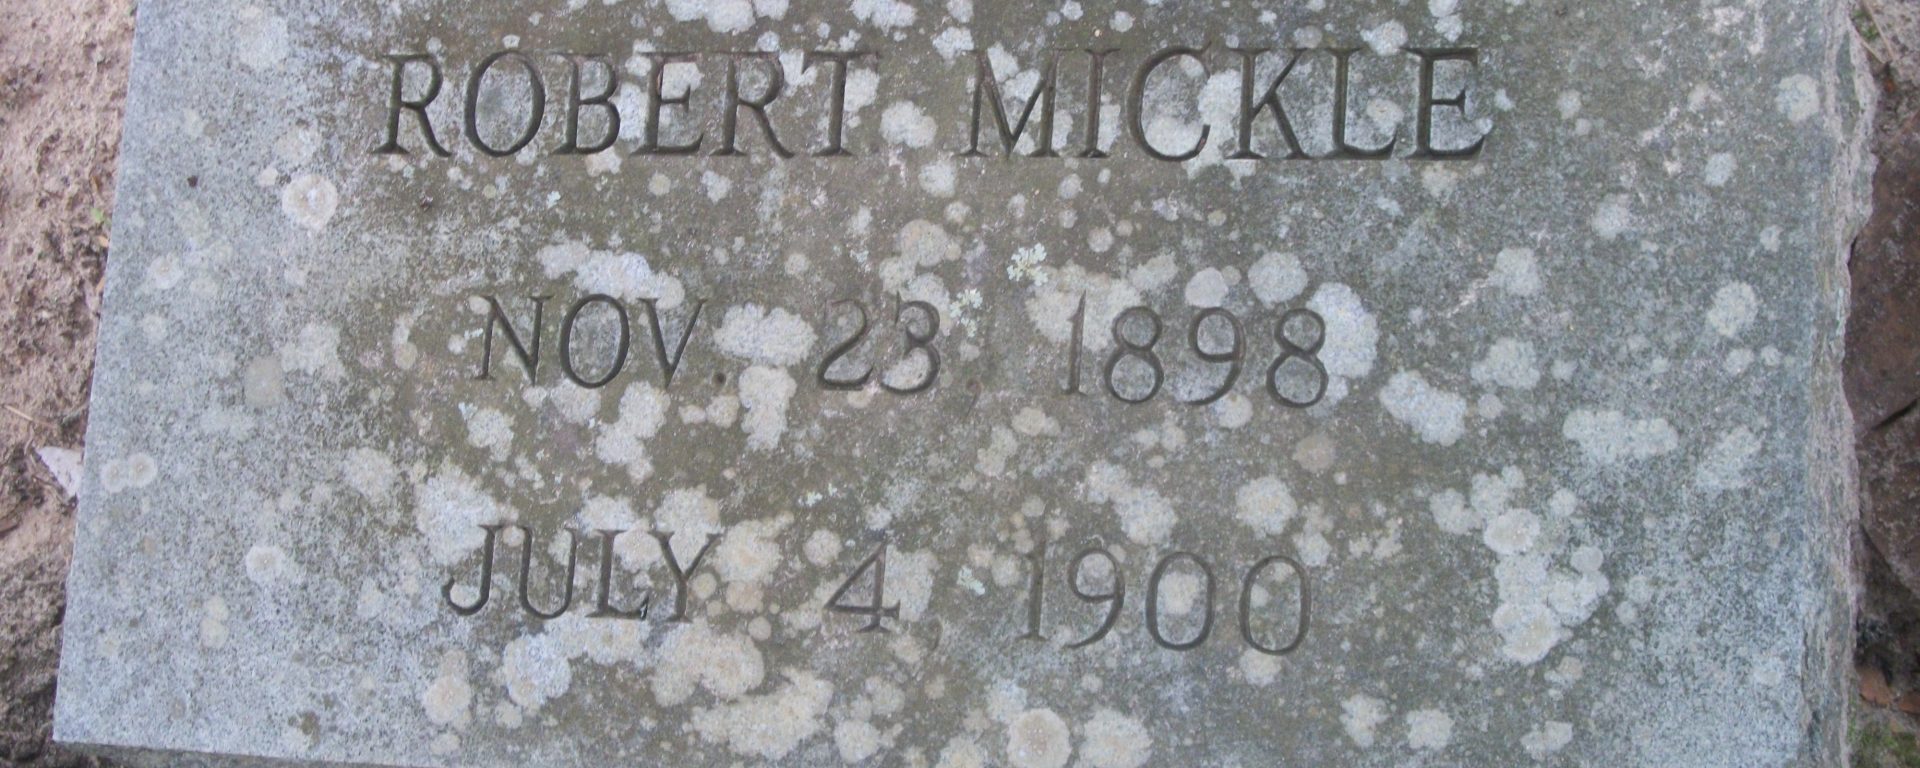 ROBERT MICKLE
NOV. 23 1898
JULY 4, 1900